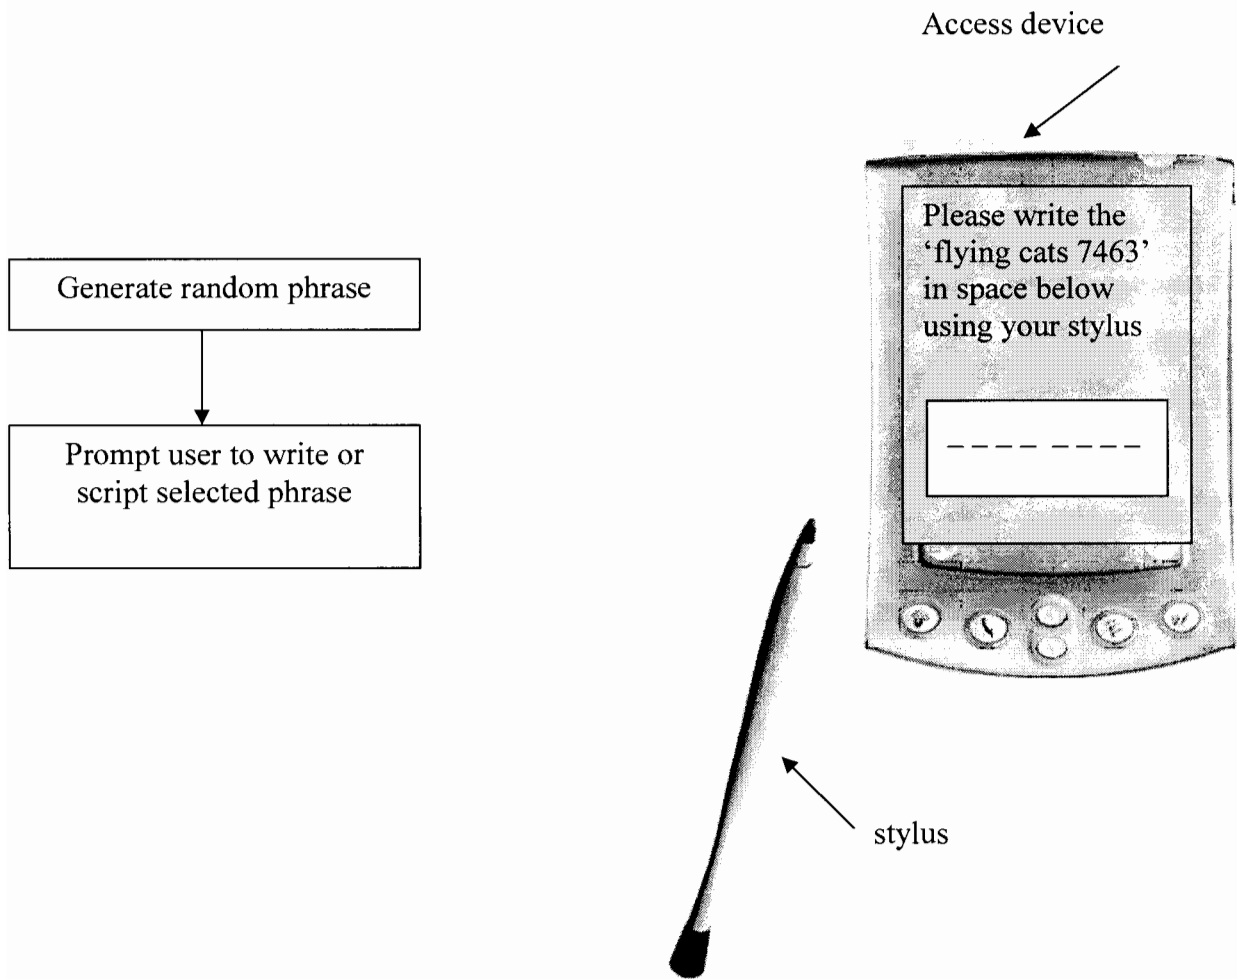 Access device
Please write the
‘flying cats 7463’
in space below
using your stylus
Generate random phrase
Prompt user to write or
script selected phrase
stylus